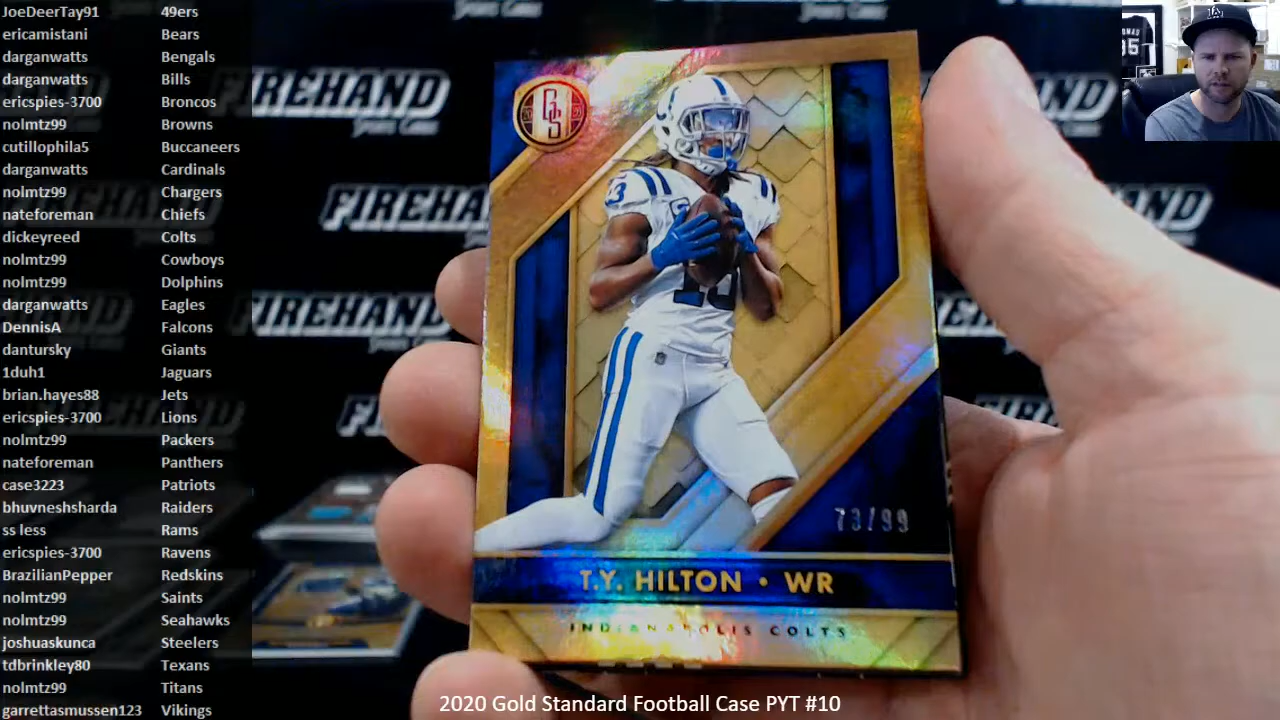 JoeDeerTay91 49ers
ericamistani Bears
darganwatts Bengals
darganwatts Bills
ericspies-3700 Broncos
nolmtz99 Browns
cutillophila5 Buccaneers
darganwatts Cardinals
nolmtz99 Chargers
nateforeman Chiefs
dickeyreed Colts
nolmtz99 Cowboys
nolmtz99 Dolphins
darganwatts Eagles
DennisA Falcons
dantursky Giants
1duh1 Jaguars
brian.hayes88 Jets
ericspies-3700 Lions
nolmtz99 Packers
nateforeman Panthers
case3223 Patriots
bhuvneshsharda Raiders
ss less Rams
ericspies-3700 Ravens
BrazilianPepper Redskins
nolmtz99 Saints
nolmtz99 Seahawks
joshuaskunca Steelers
tdbrinkley80 Texans
nolmtz99 Titans
garrettasmussen123 Vikings
FIREHAND
FIREHA
FIREHAND
GS
73/99
T.Y. HILTON • WR
INDIANAPOLIS COLTS
2020 Gold Standard Football Case PYT #10